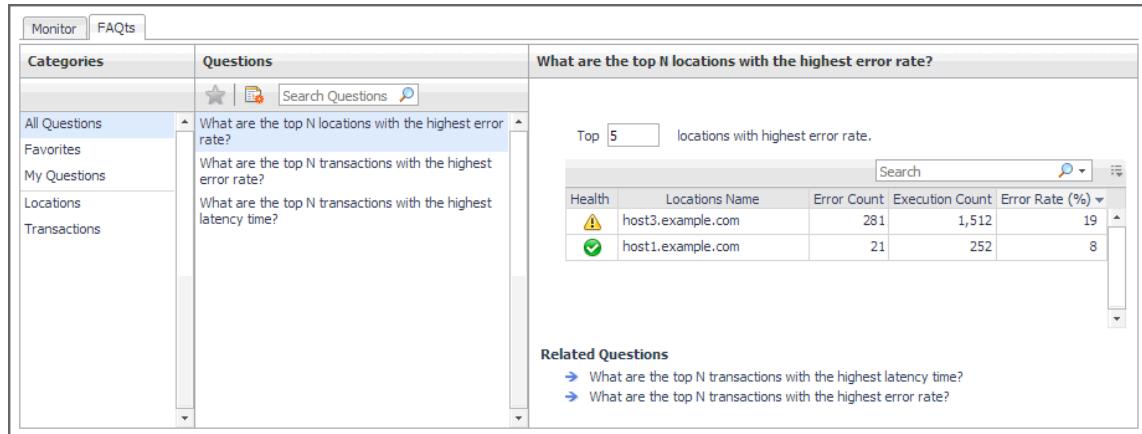 Monitor FAQts
Categories Questions What are the top N locations with the highest error rate?
Search Questions
All Questions
Favorites
My Questions
Locations
Transactions
What are the top N locations with the highest error
rate?
What are the top N transactions with the highest
error rate?
What are the top N transactions with the highest
latency time?
Top 5 locations with highest error rate.
Search
Health Locations Name Error Count Execution Count Error Rate (%)
host3.example.com 281 1,512 19
host1.example.com 21 252 8
Related Questions
What are the top N transactions with the highest latency time?
What are the top N transactions with the highest error rate?